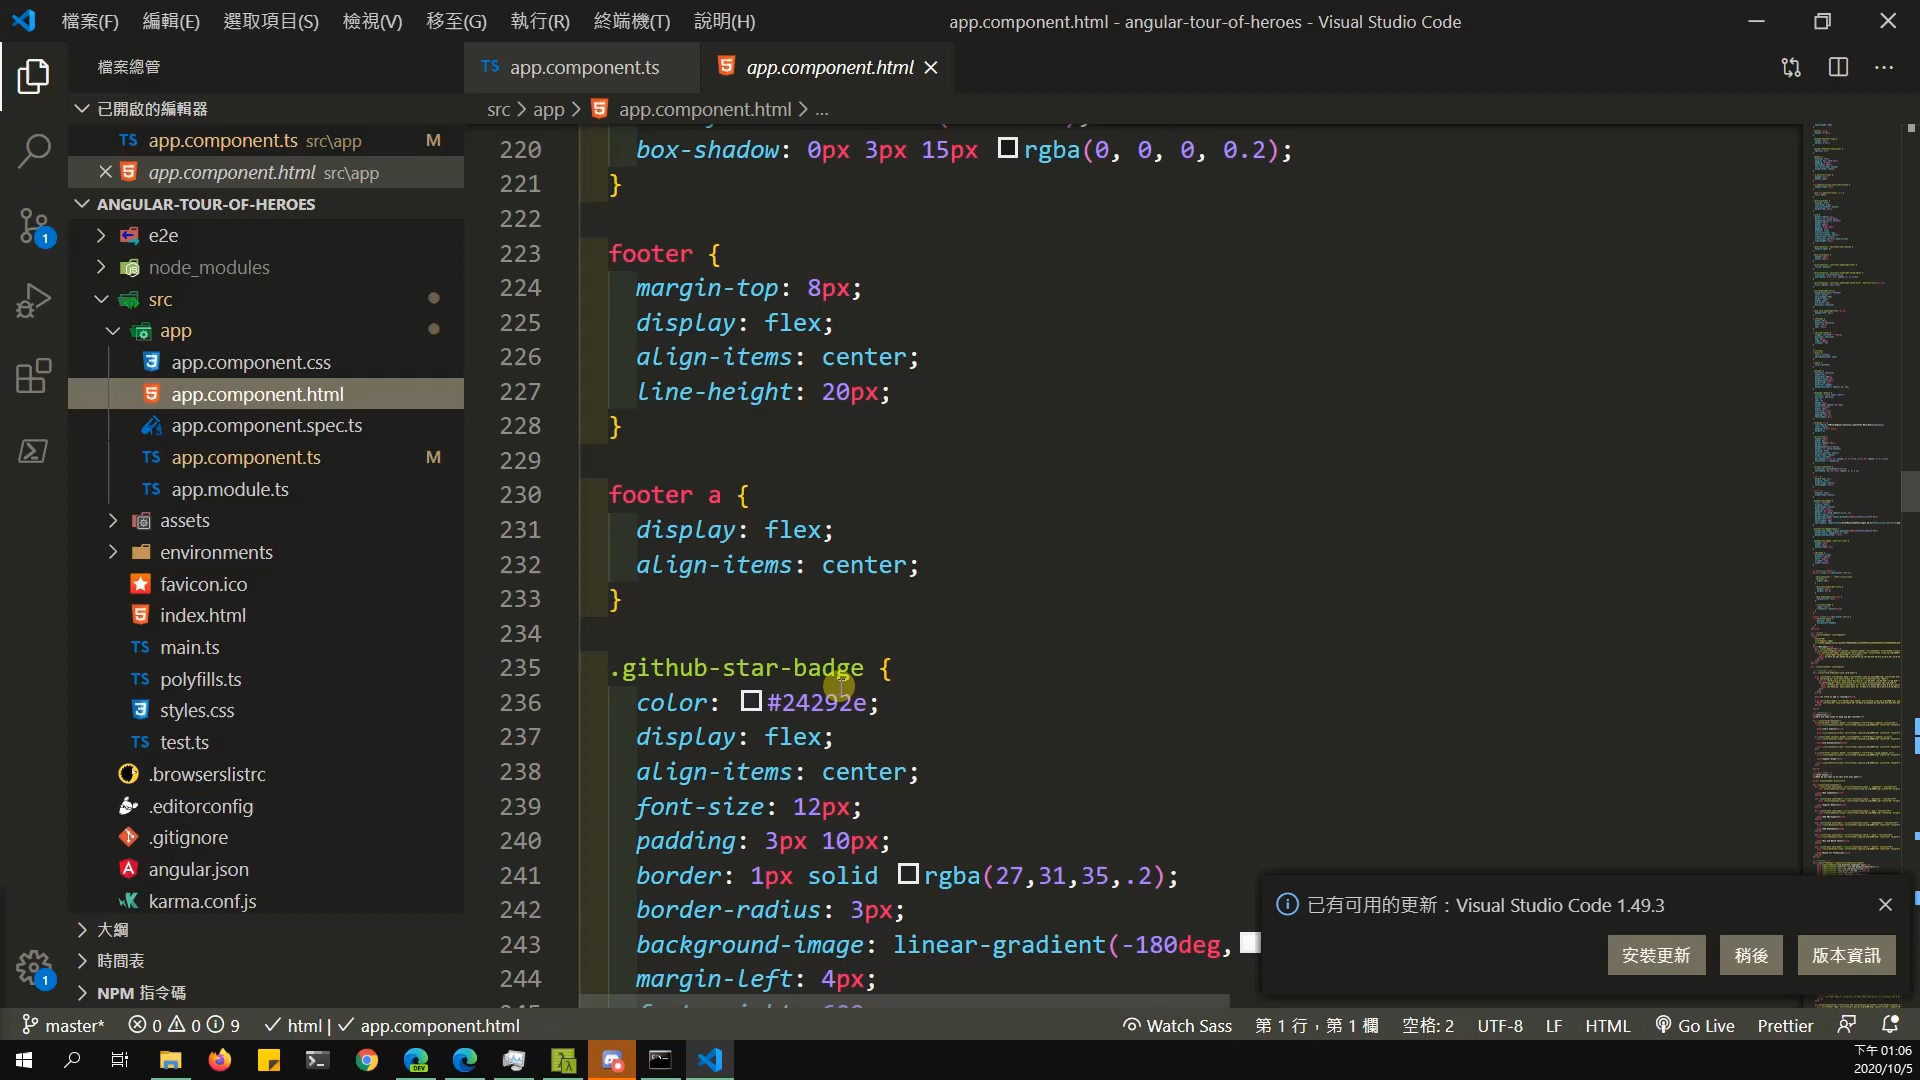 檔案(F) 編輯(E) 選取項目(S) 檢視(V) 移至(G) 執行(R) 終端機(T) 說明(H)
app.component.html - angular-tour-of-heroes - Visual Studio Code
檔案總管
TS app.component.ts
app.component.html
src > app > app.component.html > ...
已開啟的編輯器
TS app.component.ts src\app M
app.component.html src\app
ANGULAR-TOUR-OF-HEROES
e2e
node_modules
src
app
app.component.css
app.component.html
app.component.spec.ts
TS app.component.ts M
TS app.module.ts
assets
environments
favicon.ico
index.html
TS main.ts
TS polyfills.ts
styles.css
TS test.ts
.browserslistrc
.editorconfig
.gitignore
angular.json
karma.conf.js
大綱
時間表
NPM 指令碼
1
1
220 box-shadow: 0px 3px 15px rgba(0, 0, 0, 0.2);
221 }
222
223 footer {
224 margin-top: 8px;
225 display: flex;
226 align-items: center;
227 line-height: 20px;
228 }
229
230 footer a {
231 display: flex;
232 align-items: center;
233 }
234
235 .github-star-badge {
236 color: #24292e;
237 display: flex;
238 align-items: center;
239 font-size: 12px;
240 padding: 3px 10px;
241 border: 1px solid rgba(27,31,35,.2);
242 border-radius: 3px;
243 background-image: linear-gradient(-180deg,
244 margin-left: 4px;
已有可用的更新：Visual Studio Code 1.49.3
安裝更新 稍後 版本資訊
master* 0 0 9 html | app.component.html
Watch Sass 第 1 行，第 1 欄 空格: 2 UTF-8 LF HTML Go Live Prettier
DEV
下午 01:06
2020/10/5